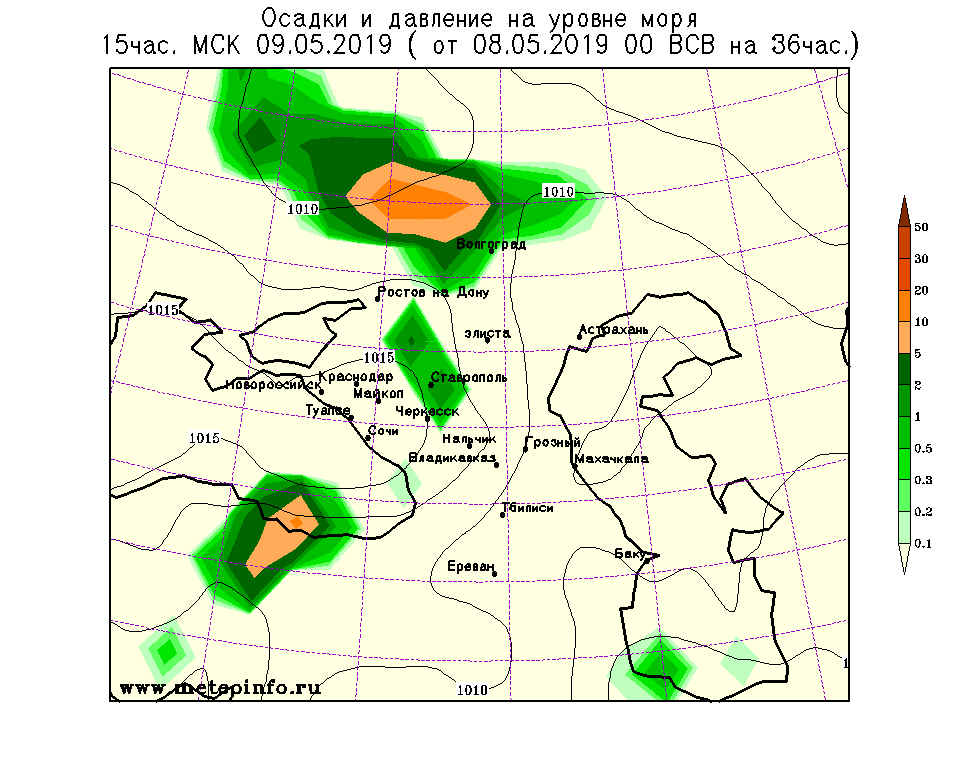 Осадки и давление на уровне моря
15час. МСК 09.05.2019 ( от 08.05.2019 00 ВСВ на 36час.)
1010
1010
Волгоград
50
30
20
10
5
2
1
0.5
0.3
0.2
0.1
Ростов на Дону
1015
элиста
Астрахань
1015
Новороссийск
Краснодар
Ставрополь
Майкоп
Туапсе
Черкесск
Сочи
1015
Нальчик
Грозный
Владикавказ
Махачкала
Тбилиси
Баку
Ереван
1010
www.meteoinfo.ru